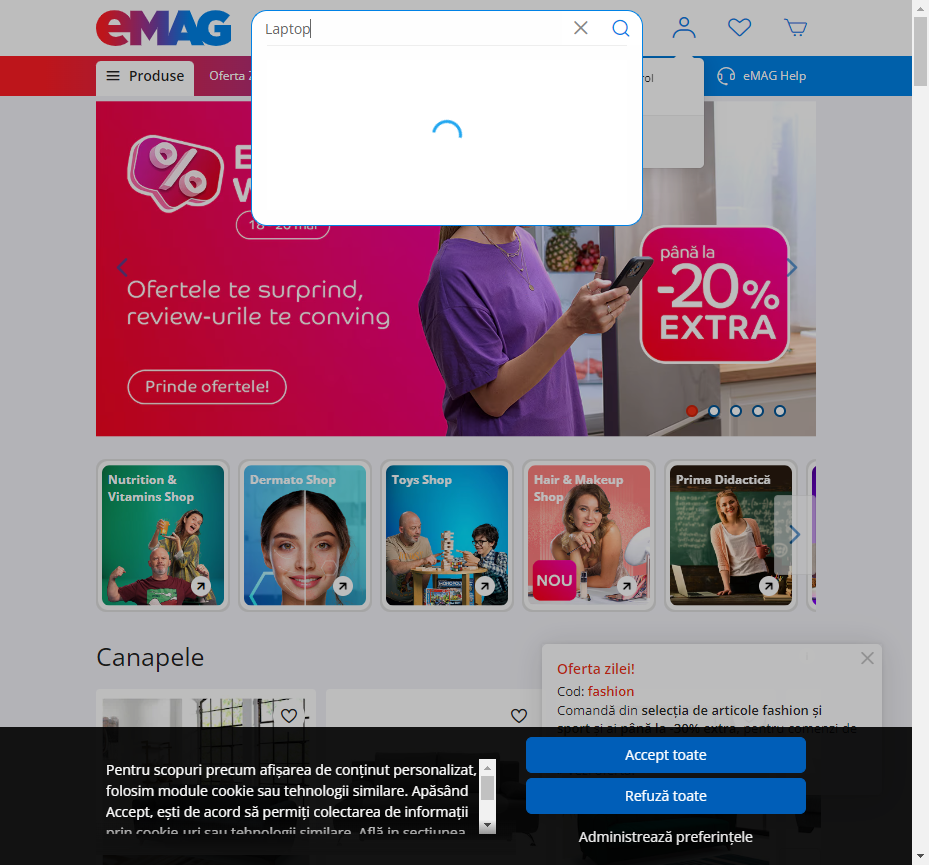 eMAG
Laptop
Produse
Oferta
rol
eMAG Help
%
18 - 20 mai
Ofertele te surprind,
review-urile te conving
Prinde ofertele!
până la
-20%
EXTRA
Nutrition &
Vitamins Shop
Dermato Shop
Toys Shop
MONOPOLY
Hair & Makeup
Shop
NOU
Prima Didactică
Canapele
Oferta zilei!
Cod: fashion
Comandă din selecția de articole fashion și
sport și ai până la -30% extra, pentru comenzi de
Pentru scopuri precum afișarea de conținut personalizat,
folosim module cookie sau tehnologii similare. Apăsând
Accept, ești de acord să permiți colectarea de informații
prin cookie-uri sau tehnologii similare. Află in sectiunea
Accept toate
Refuză toate
Administrează preferințele